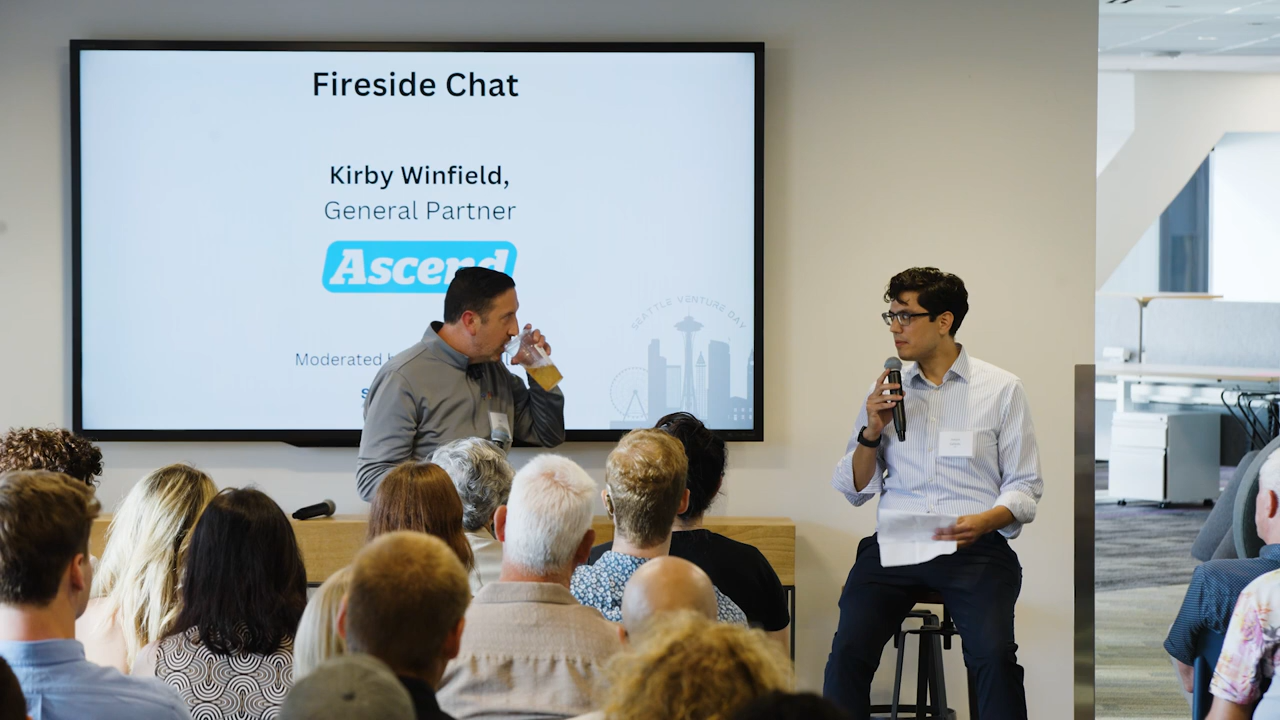 Fireside Chat
Kirby Winfield,
General Partner
Ascend
SEATTLE VENTURE DAY
Moderated